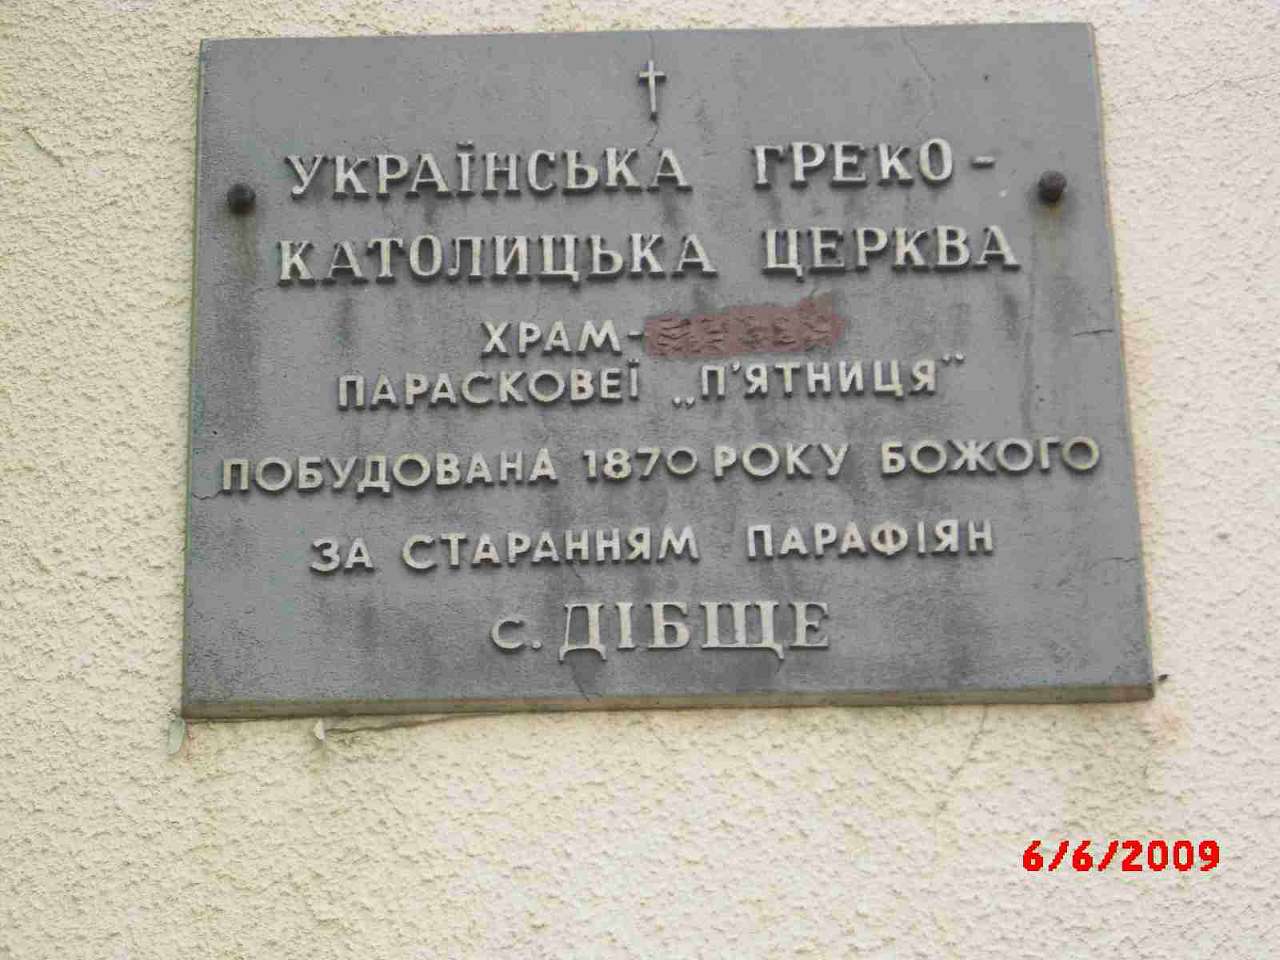 УКРАЇНСЬКА ГРЕКО-
КАТОЛИЦЬКА ЦЕРКВА
ХРАМ-
ПАРАСКОВЕЇ „П'ЯТНИЦЯ“
ПОБУДОВАНА 1870 РОКУ БОЖОГО
ЗА СТАРАННЯМ ПАРАФІЯН
с. ДІБЩЕ
6/6/2009